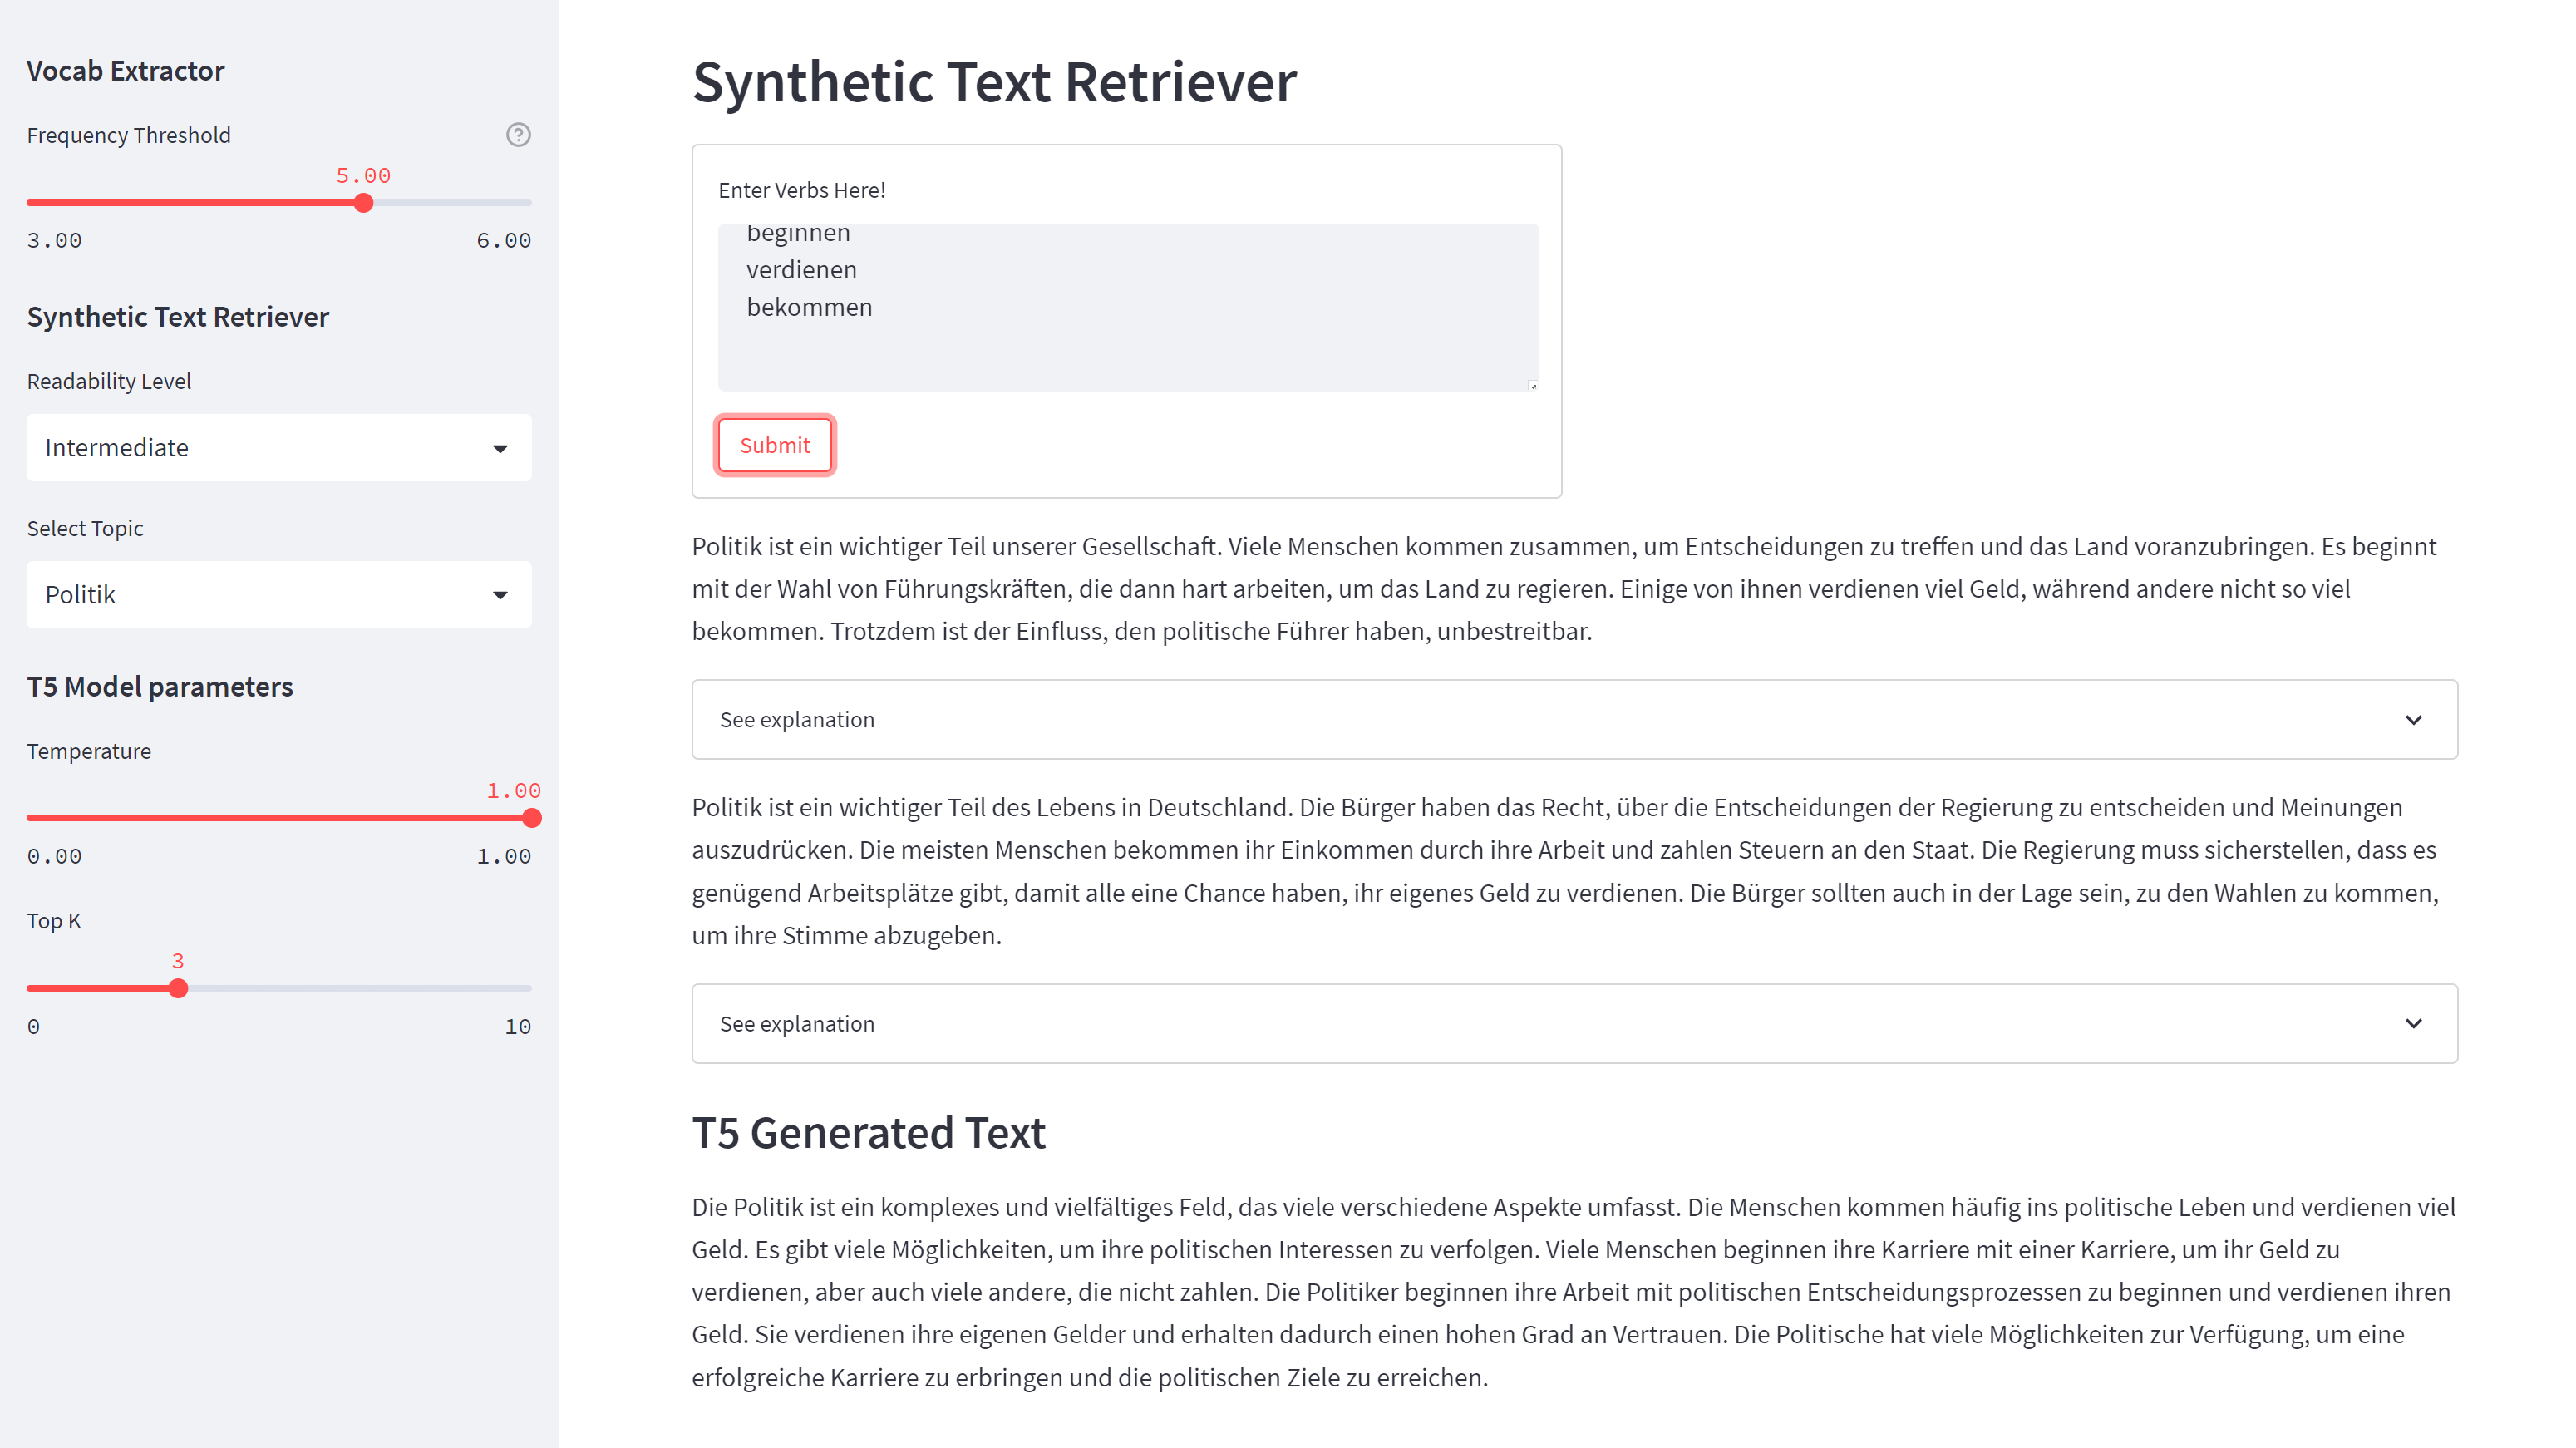 Vocab Extractor
Frequency Threshold
5.00
3.00 6.00
Synthetic Text Retriever
Readability Level
Intermediate
Select Topic
Politik
T5 Model parameters
Temperature
1.00
0.00 1.00
Top K
3
0 10
Synthetic Text Retriever
Enter Verbs Here!
beginnen
verdienen
bekommen
Submit
Politik ist ein wichtiger Teil unserer Gesellschaft. Viele Menschen kommen zusammen, um Entscheidungen zu treffen und das Land voranzubringen. Es beginnt
mit der Wahl von Führungskräften, die dann hart arbeiten, um das Land zu regieren. Einige von ihnen verdienen viel Geld, während andere nicht so viel
bekommen. Trotzdem ist der Einfluss, den politische Führer haben, unbestreitbar.
See explanation
Politik ist ein wichtiger Teil des Lebens in Deutschland. Die Bürger haben das Recht, über die Entscheidungen der Regierung zu entscheiden und Meinungen
auszudrücken. Die meisten Menschen bekommen ihr Einkommen durch ihre Arbeit und zahlen Steuern an den Staat. Die Regierung muss sicherstellen, dass es
genügend Arbeitsplätze gibt, damit alle eine Chance haben, ihr eigenes Geld zu verdienen. Die Bürger sollten auch in der Lage sein, zu den Wahlen zu kommen,
um ihre Stimme abzugeben.
See explanation
T5 Generated Text
Die Politik ist ein komplexes und vielfältiges Feld, das viele verschiedene Aspekte umfasst. Die Menschen kommen häufig ins politische Leben und verdienen viel
Geld. Es gibt viele Möglichkeiten, um ihre politischen Interessen zu verfolgen. Viele Menschen beginnen ihre Karriere mit einer Karriere, um ihr Geld zu
verdienen, aber auch viele andere, die nicht zahlen. Die Politiker beginnen ihre Arbeit mit politischen Entscheidungsprozessen zu beginnen und verdienen ihren
Geld. Sie verdienen ihre eigenen Gelder und erhalten dadurch einen hohen Grad an Vertrauen. Die Politische hat viele Möglichkeiten zur Verfügung, um eine
erfolgreiche Karriere zu erbringen und die politischen Ziele zu erreichen.